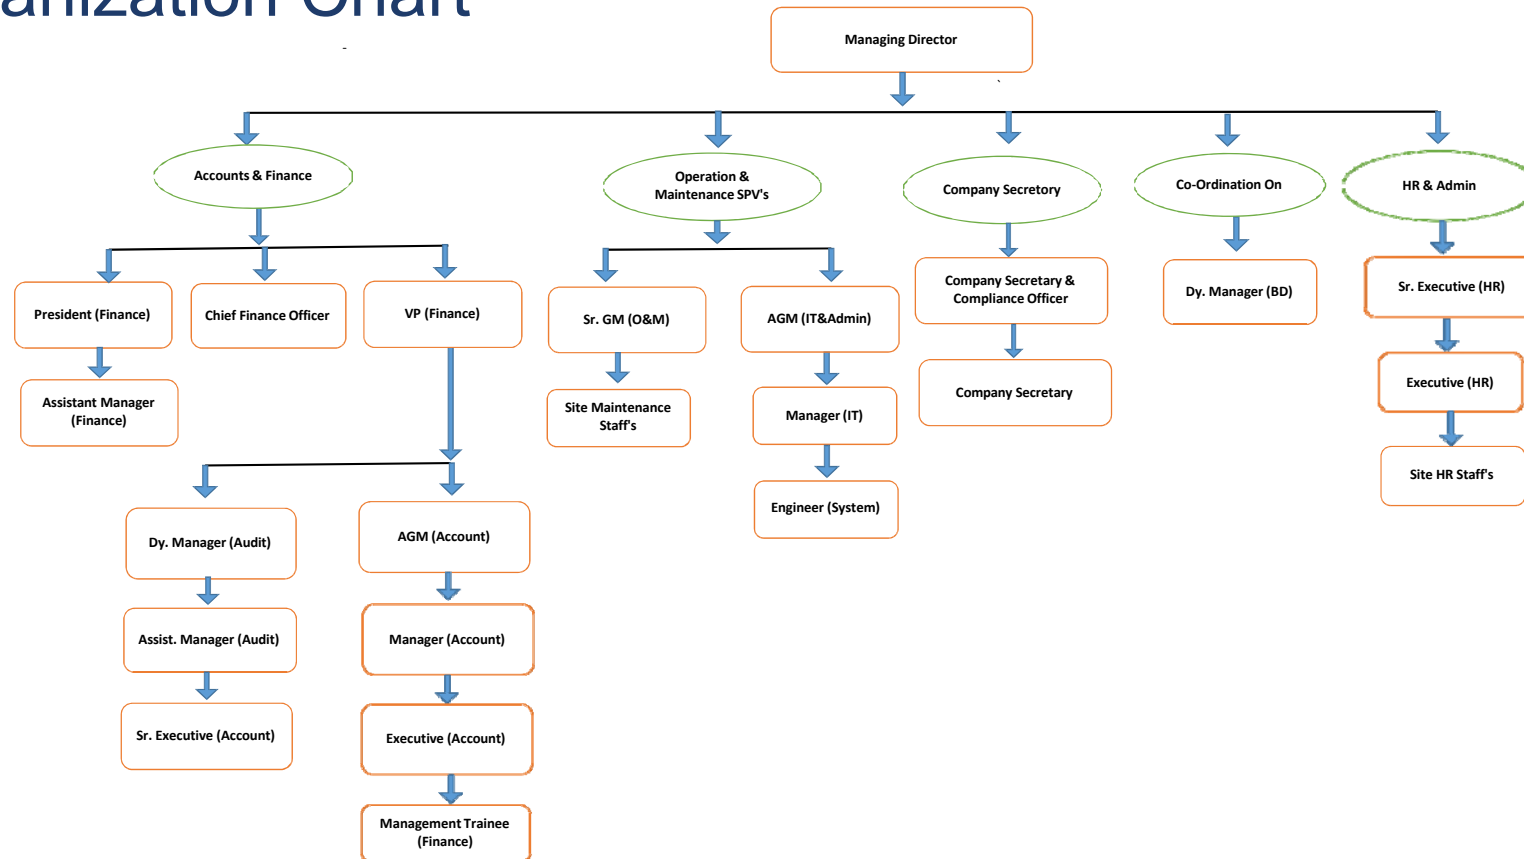 anization Chart
Managing Director
Accounts & Finance
Operation &
Maintenance SPV's
Company Secretory
Co-Ordination On
HR & Admin
President (Finance)
Chief Finance Officer
VP (Finance)
Sr. GM (O&M)
AGM (IT&Admin)
Company Secretary &
Compliance Officer
Dy. Manager (BD)
Sr. Executive (HR)
Assistant Manager
(Finance)
Site Maintenance
Staff's
Manager (IT)
Company Secretary
Executive (HR)
Engineer (System)
Site HR Staff's
Dy. Manager (Audit)
AGM (Account)
Assist. Manager (Audit)
Manager (Account)
Sr. Executive (Account)
Executive (Account)
Management Trainee
(Finance)